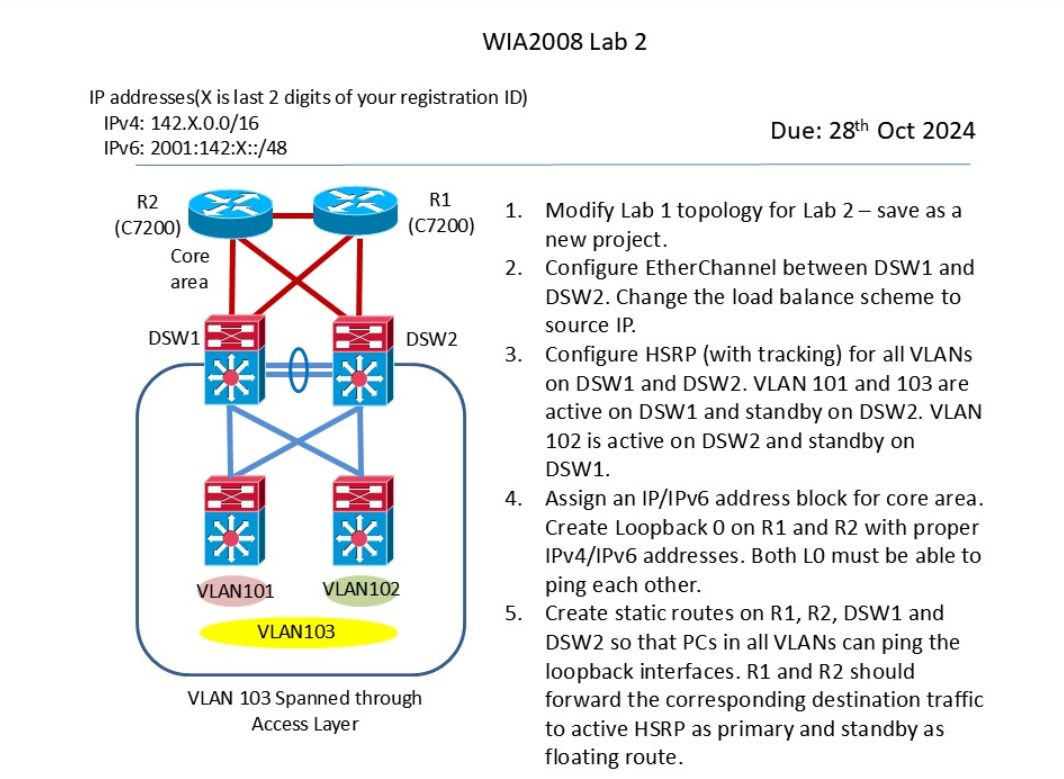 WIA2008 Lab 2
IP addresses(X is last 2 digits of your registration ID)
IPv4: 142.X.0.0/16
IPv6: 2001:142:X::/48
Due: 28th Oct 2024
R2
(C7200)
R1
(C7200)
Core
area
DSW1
DSW2
VLAN101
VLAN102
VLAN103
VLAN 103 Spanned through
Access Layer
1. Modify Lab 1 topology for Lab 2 – save as a
new project.
2. Configure EtherChannel between DSW1 and
DSW2. Change the load balance scheme to
source IP.
3. Configure HSRP (with tracking) for all VLANs
on DSW1 and DSW2. VLAN 101 and 103 are
active on DSW1 and standby on DSW2. VLAN
102 is active on DSW2 and standby on
DSW1.
4. Assign an IP/IPv6 address block for core area.
Create Loopback 0 on R1 and R2 with proper
IPv4/IPv6 addresses. Both L0 must be able to
ping each other.
5. Create static routes on R1, R2, DSW1 and
DSW2 so that PCs in all VLANs can ping the
loopback interfaces. R1 and R2 should
forward the corresponding destination traffic
to active HSRP as primary and standby as
floating route.